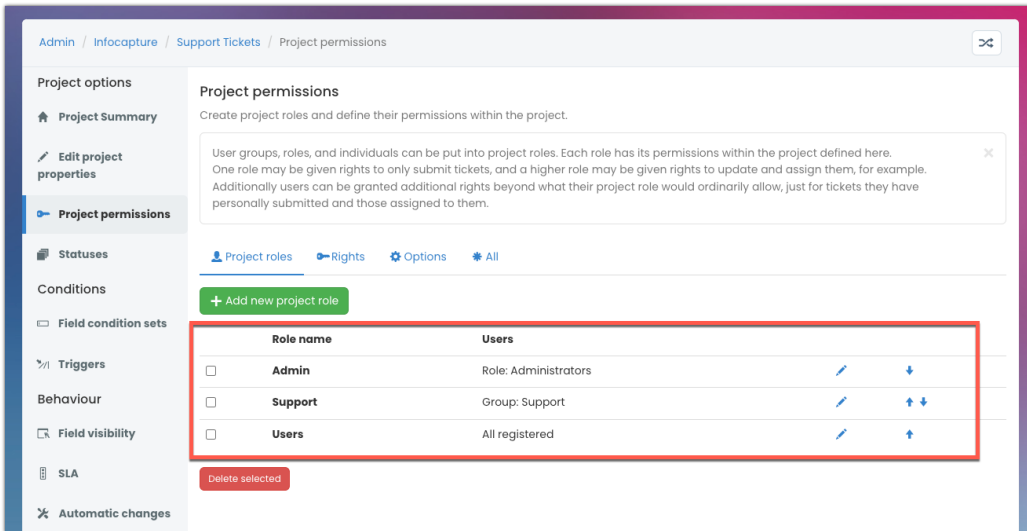 Admin / Infocapture / Support Tickets / Project permissions
Project options
Project Summary
Edit project
properties
Project permissions
Statuses
Conditions
Field condition sets
Triggers
Behaviour
Field visibility
SLA
Automatic changes
Project permissions
Create project roles and define their permissions within the project.
User groups, roles, and individuals can be put into project roles. Each role has its permissions within the project defined here.
One role may be given rights to only submit tickets, and a higher role may be given rights to update and assign them, for example.
Additionally users can be granted additional rights beyond what their project role would ordinarily allow, just for tickets they have
personally submitted and those assigned to them.
Project roles Rights Options All
+ Add new project role
Role name Users
Admin Role: Administrators
Support Group: Support
Users All registered
Delete selected